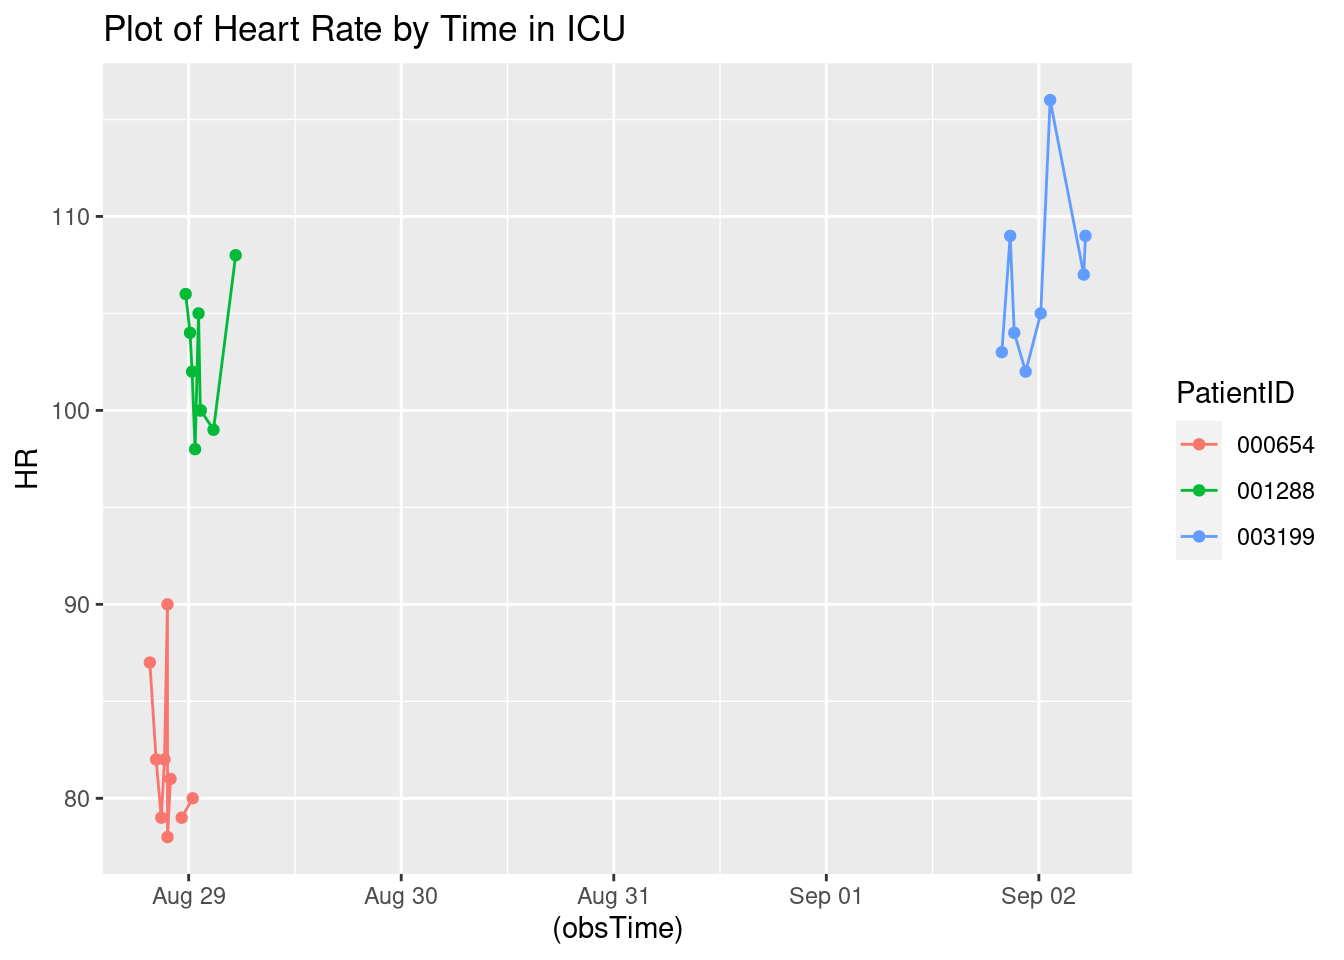 Plot of Heart Rate by Time in ICU
HR
110
100
90
80
Aug 29 Aug 30 Aug 31 Sep 01 Sep 02
(obsTime)
PatientID
000654
001288
003199